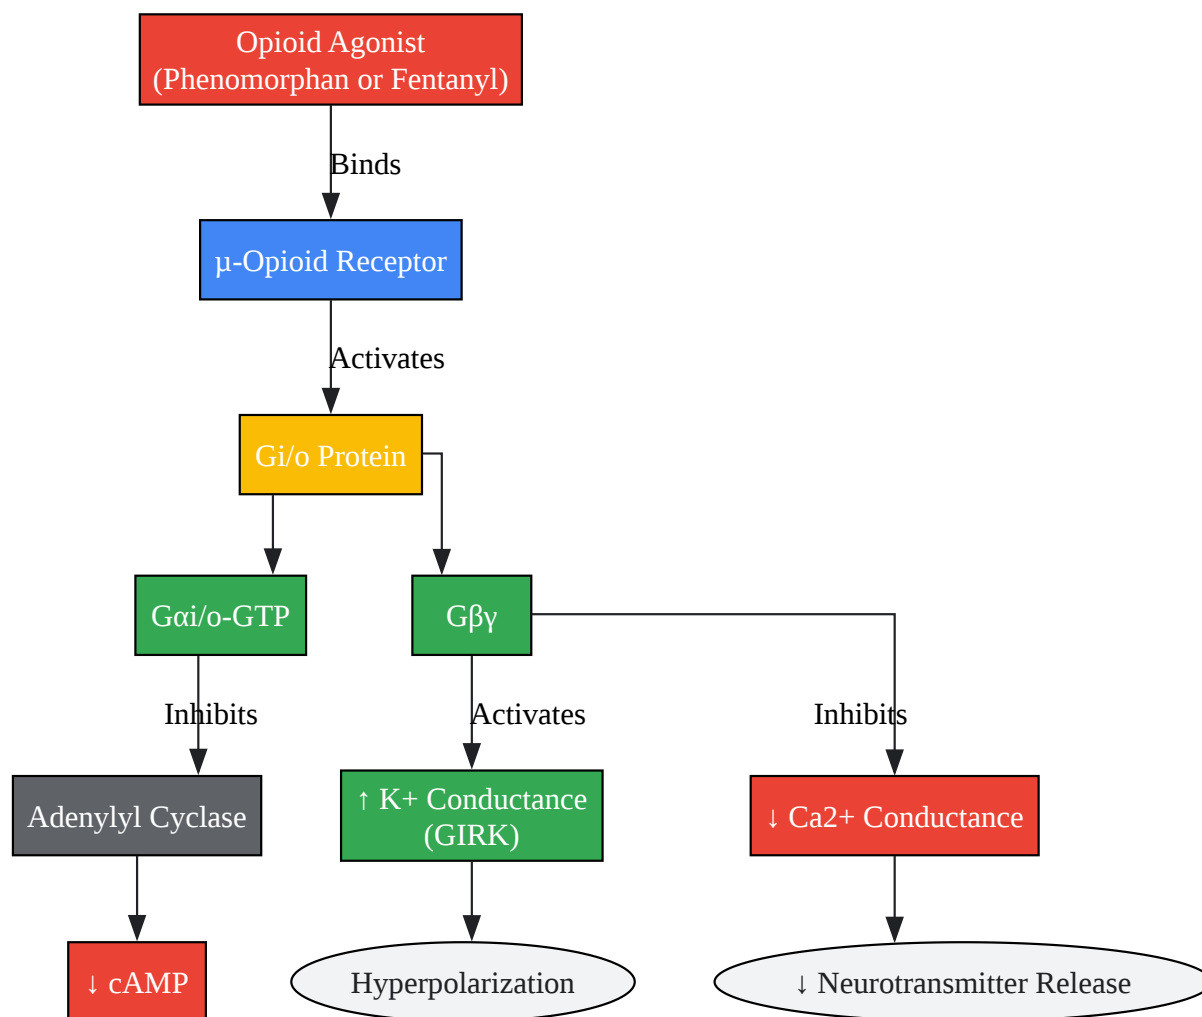 Opioid Agonist
(Phenomorphan or Fentanyl)
Binds
µ-Opioid Receptor
Activates
Gi/o Protein
Gαi/o-GTP
Gβγ
Inhibits
Activates
Inhibits
Adenylyl Cyclase
↑ K+ Conductance
(GIRK)
↓ Ca2+ Conductance
↓ cAMP
Hyperpolarization
↓ Neurotransmitter Release